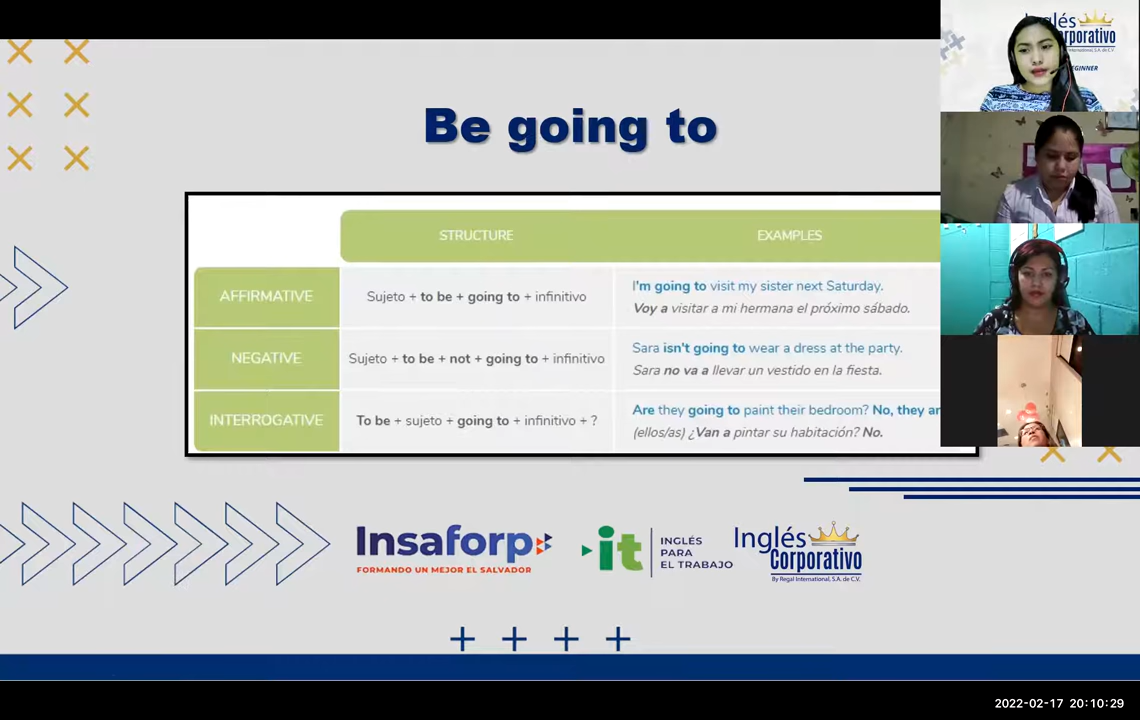 Be going to
STRUCTURE
EXAMPLES
AFFIRMATIVE
Sujeto + to be + going to + infinitivo
I'm going to visit my sister next Saturday.
Voy a visitar a mi hermana el próximo sábado.
NEGATIVE
Sujeto + to be + not + going to + infinitivo
Sara isn't going to wear a dress at the party.
Sara no va a llevar un vestido en la fiesta.
INTERROGATIVE
To be + sujeto + going to + infinitivo + ?
Are they going to paint their bedroom? No, they
(ellos/as) ¿Van a pintar su habitación? No.
Insaforp
FORMANDO UN MEJOR EL SALVADOR
it
INGLÉS
PARA
EL TRABAJO
Inglés
Corporativo
By Regal International, S.A. de C.V.
2022-02-17 20:10:29